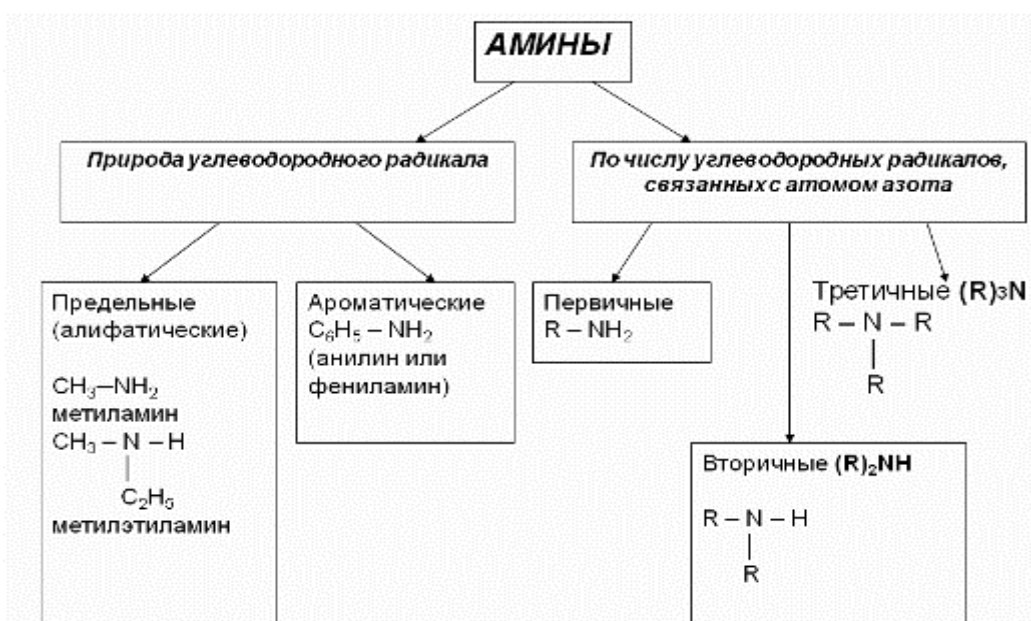 АМИНЫ
Природа углеводородного радикала
По числу углеводородных радикалов,
связанных с атомом азота
Предельные
(алифатические)
CH₃–NH₂
метиламин
CH₃ – N – H
|
C₂H₅
метилэтиламин
Ароматические
C₆H₅ – NH₂
(анилин или
фениламин)
Первичные
R – NH₂
Третичные (R)₃N
R – N – R
|
R
Вторичные (R)₂NH
R – N – H
|
R